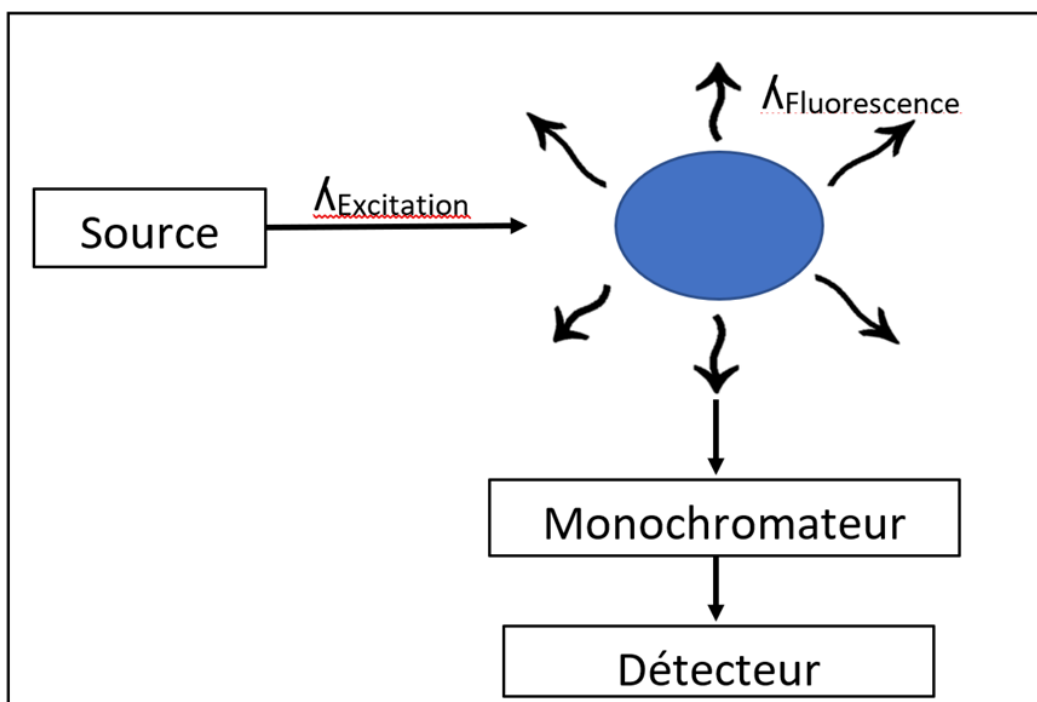 λFluorescence
λExcitation
Source
Monochromateur
Détecteur